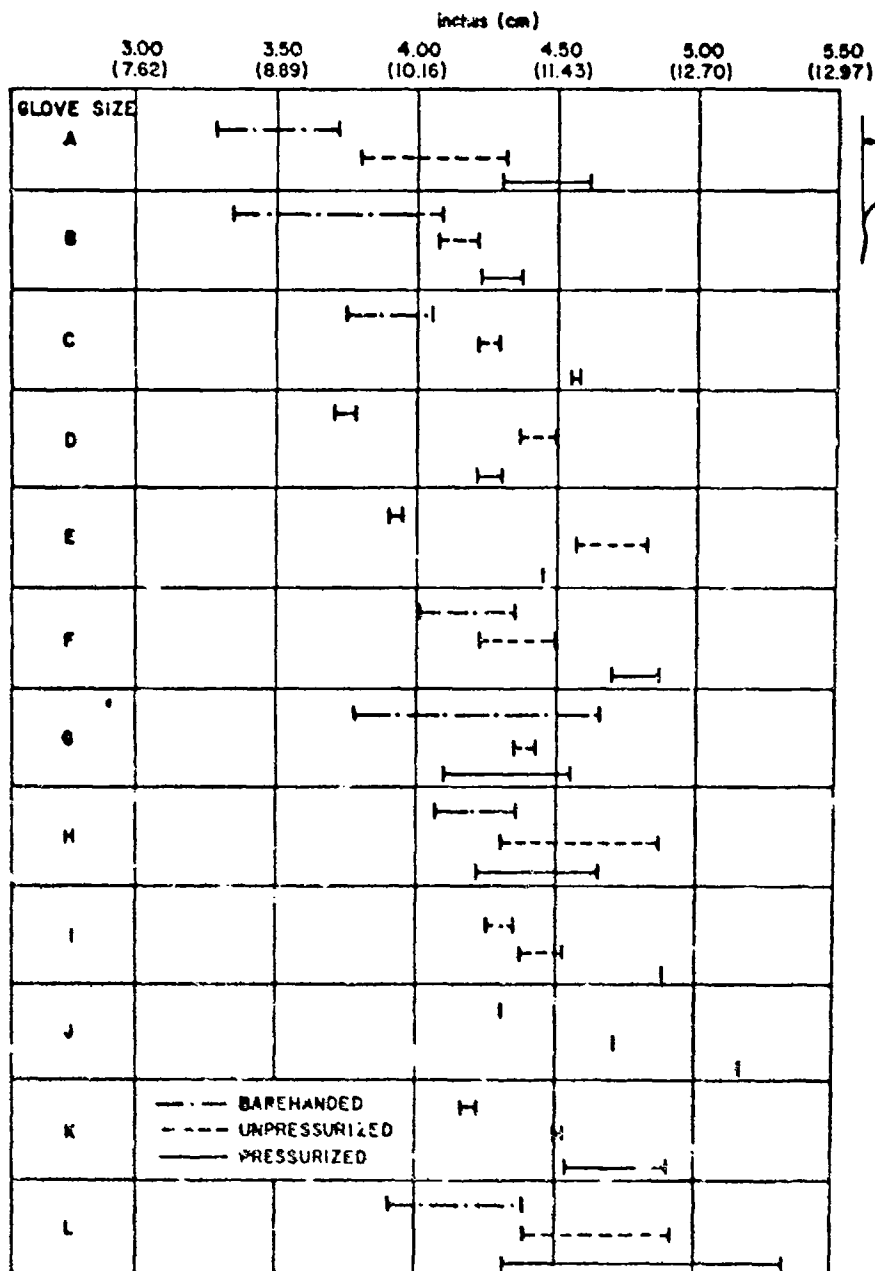 inches (cm)
3.00 3.50 4.00 4.50 5.00 5.50
(7.62) (8.89) (10.16) (11.43) (12.70) (12.97)
GLOVE SIZE
A
B
C
D
E
F
G
H
I
J
K
BAREHANDED
UNPRESSURIZED
PRESSURIZED
L